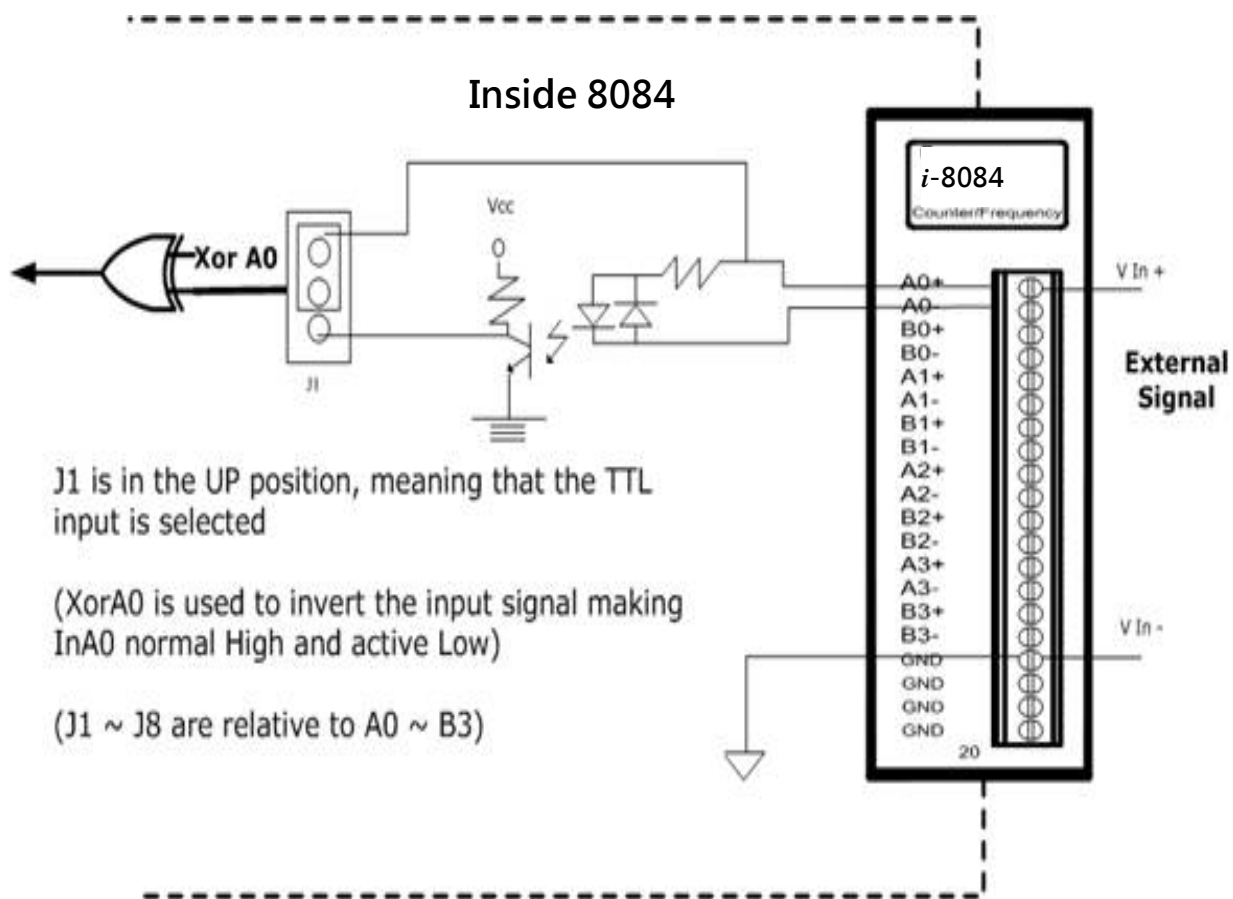 Inside 8084
i-8084
Counter/Frequency
Vcc
Xor A0
J1
V In +
A0+
A0-
B0+
B0-
A1+
A1-
B1+
B1-
A2+
A2-
B2+
B2-
A3+
A3-
B3+
B3-
GND
GND
GND
GND
20
External
Signal
V In -
J1 is in the UP position, meaning that the TTL
input is selected
(XorA0 is used to invert the input signal making
InA0 normal High and active Low)
(J1 ~ J8 are relative to A0 ~ B3)